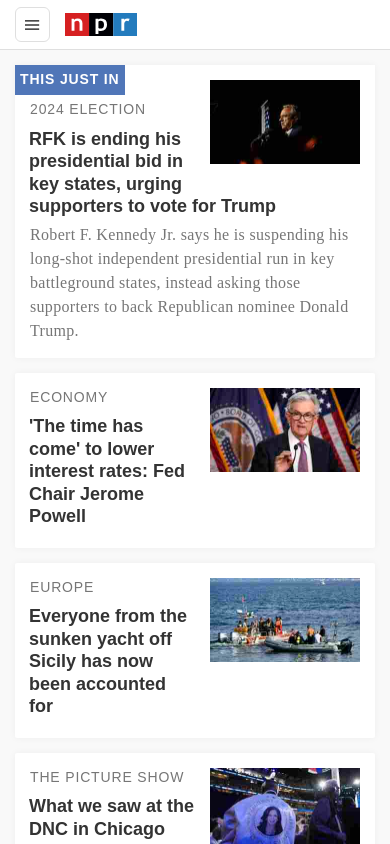 npr
THIS JUST IN
2024 ELECTION
RFK is ending his
presidential bid in
key states, urging
supporters to vote for Trump
Robert F. Kennedy Jr. says he is suspending his
long-shot independent presidential run in key
battleground states, instead asking those
supporters to back Republican nominee Donald
Trump.
ECONOMY
'The time has
come' to lower
interest rates: Fed
Chair Jerome
Powell
EUROPE
Everyone from the
sunken yacht off
Sicily has now
been accounted
for
THE PICTURE SHOW
What we saw at the
DNC in Chicago